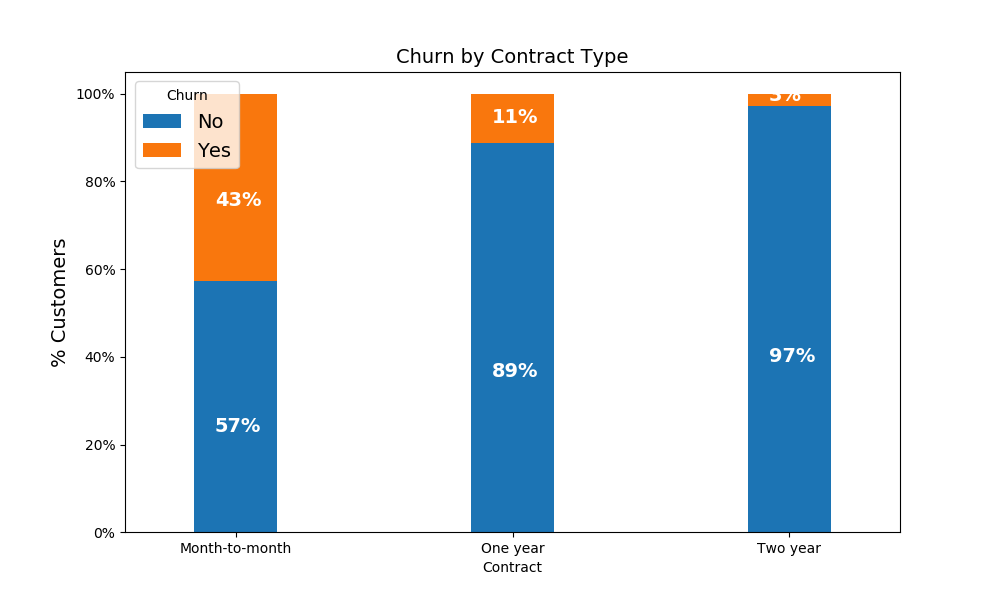 Churn by Contract Type
% Customers
100%
80%
60%
40%
20%
0%
Churn
No
Yes
43%
57%
11%
89%
3%
97%
Month-to-month
One year
Two year
Contract